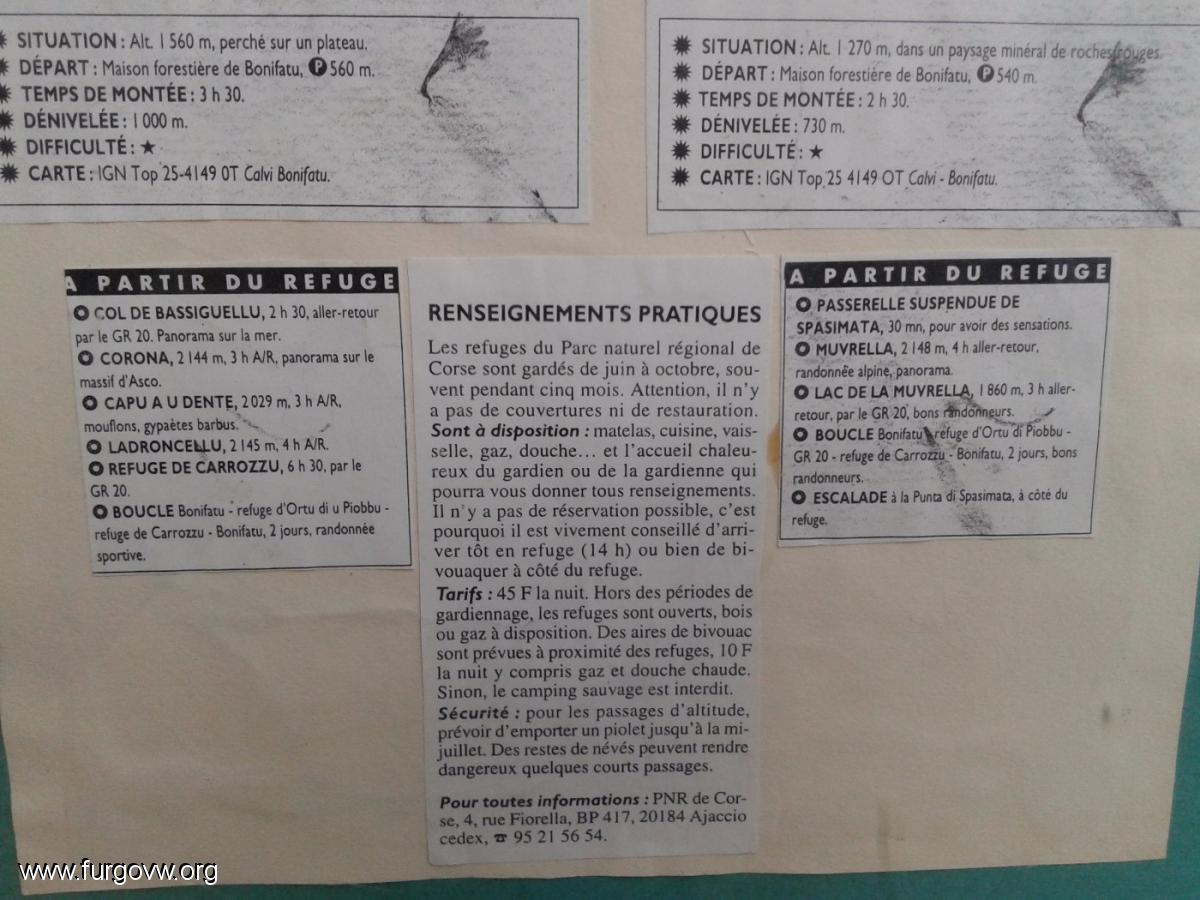 SITUATION : Alt. 1 560 m, perché sur un plateau.
DÉPART : Maison forestière de Bonifatu, P 560 m.
TEMPS DE MONTÉE : 3 h 30.
DÉNIVELÉE : 1 000 m.
DIFFICULTÉ : ★
CARTE : IGN Top 25-4149 OT Calvi Bonifatu.
SITUATION : Alt. 1 270 m, dans un paysage minéral de roches rouges.
DÉPART : Maison forestière de Bonifatu, P 540 m.
TEMPS DE MONTÉE : 2 h 30.
DÉNIVELÉE : 730 m.
DIFFICULTÉ : ★
CARTE : IGN Top 25 4149 OT Calvi - Bonifatu.
A PARTIR DU REFUGE
COL DE BASSIGUELLU, 2 h 30, aller-retour
par le GR 20. Panorama sur la mer.
CORONA, 2 144 m, 3 h A/R, panorama sur le
massif d'Asco.
CAPU A U DENTE, 2 029 m, 3 h A/R,
mouflons, gypaètes barbus.
LADRONCELLU, 2 145 m, 4 h A/R.
REFUGE DE CARROZZU, 6 h 30, par le
GR 20.
BOUCLE Bonifatu - refuge d'Ortu di u Piobbu -
refuge de Carrozzu - Bonifatu, 2 jours, randonnée
sportive.
RENSEIGNEMENTS PRATIQUES
Les refuges du Parc naturel régional de
Corse sont gardés de juin à octobre, sou-
vent pendant cinq mois. Attention, il n'y
a pas de couvertures ni de restauration.
Sont à disposition : matelas, cuisine, vais-
selle, gaz, douche... et l'accueil chaleu-
reux du gardien ou de la gardienne qui
pourra vous donner tous renseignements.
Il n'y a pas de réservation possible, c'est
pourquoi il est vivement conseillé d'arri-
ver tôt en refuge (14 h) ou bien de bi-
vouaquer à côté du refuge.
Tarifs : 45 F la nuit. Hors des périodes de
gardiennage, les refuges sont ouverts, bois
ou gaz à disposition. Des aires de bivouac
sont prévues à proximité des refuges, 10 F
la nuit y compris gaz et douche chaude.
Sinon, le camping sauvage est interdit.
Sécurité : pour les passages d'altitude,
prévoir d'emporter un piolet jusqu'à la mi-
juillet. Des restes de névés peuvent rendre
dangereux quelques courts passages.
Pour toutes informations : PNR de Cor-
se, 4, rue Fiorella, BP 417, 20184 Ajaccio
cedex, ☎ 95 21 56 54.
A PARTIR DU REFUGE
PASSERELLE SUSPENDUE DE
SPASIMATA, 30 mn, pour avoir des sensations.
MUVRELLA, 2 148 m, 4 h aller-retour,
randonnée alpine, panorama.
LAC DE LA MUVRELLA, 1 860 m, 3 h aller-
retour, par le GR 20, bons randonneurs.
BOUCLE Bonifatu - refuge d'Ortu di Piobbu -
GR 20 - refuge de Carrozzu - Bonifatu, 2 jours, bons
randonneurs.
ESCALADE à la Punta di Spasimata, à côté du
refuge.
www.furgovw.org